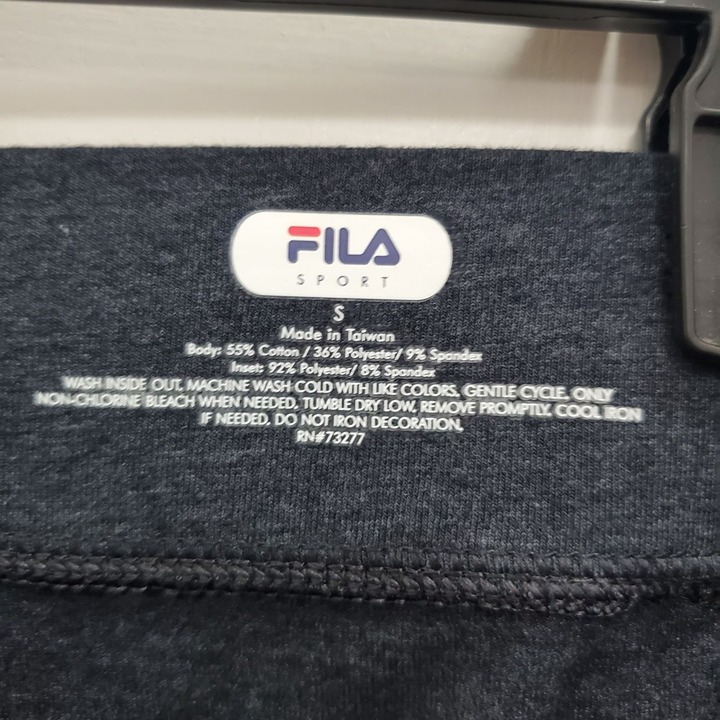 FILA
SPORT
S
Made in Taiwan
Body: 55% Cotton / 36% Polyester/ 9% Spandex
Inset: 92% Polyester/ 8% Spandex
WASH INSIDE OUT, MACHINE WASH COLD WITH LIKE COLORS, GENTLE CYCLE, ONLY
NON-CHLORINE BLEACH WHEN NEEDED, TUMBLE DRY LOW, REMOVE PROMPTLY, COOL IRON
IF NEEDED, DO NOT IRON DECORATION,
RN#73277